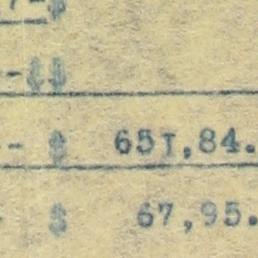 -$
-$$
-- $ 651,84.
- $ 67,95.